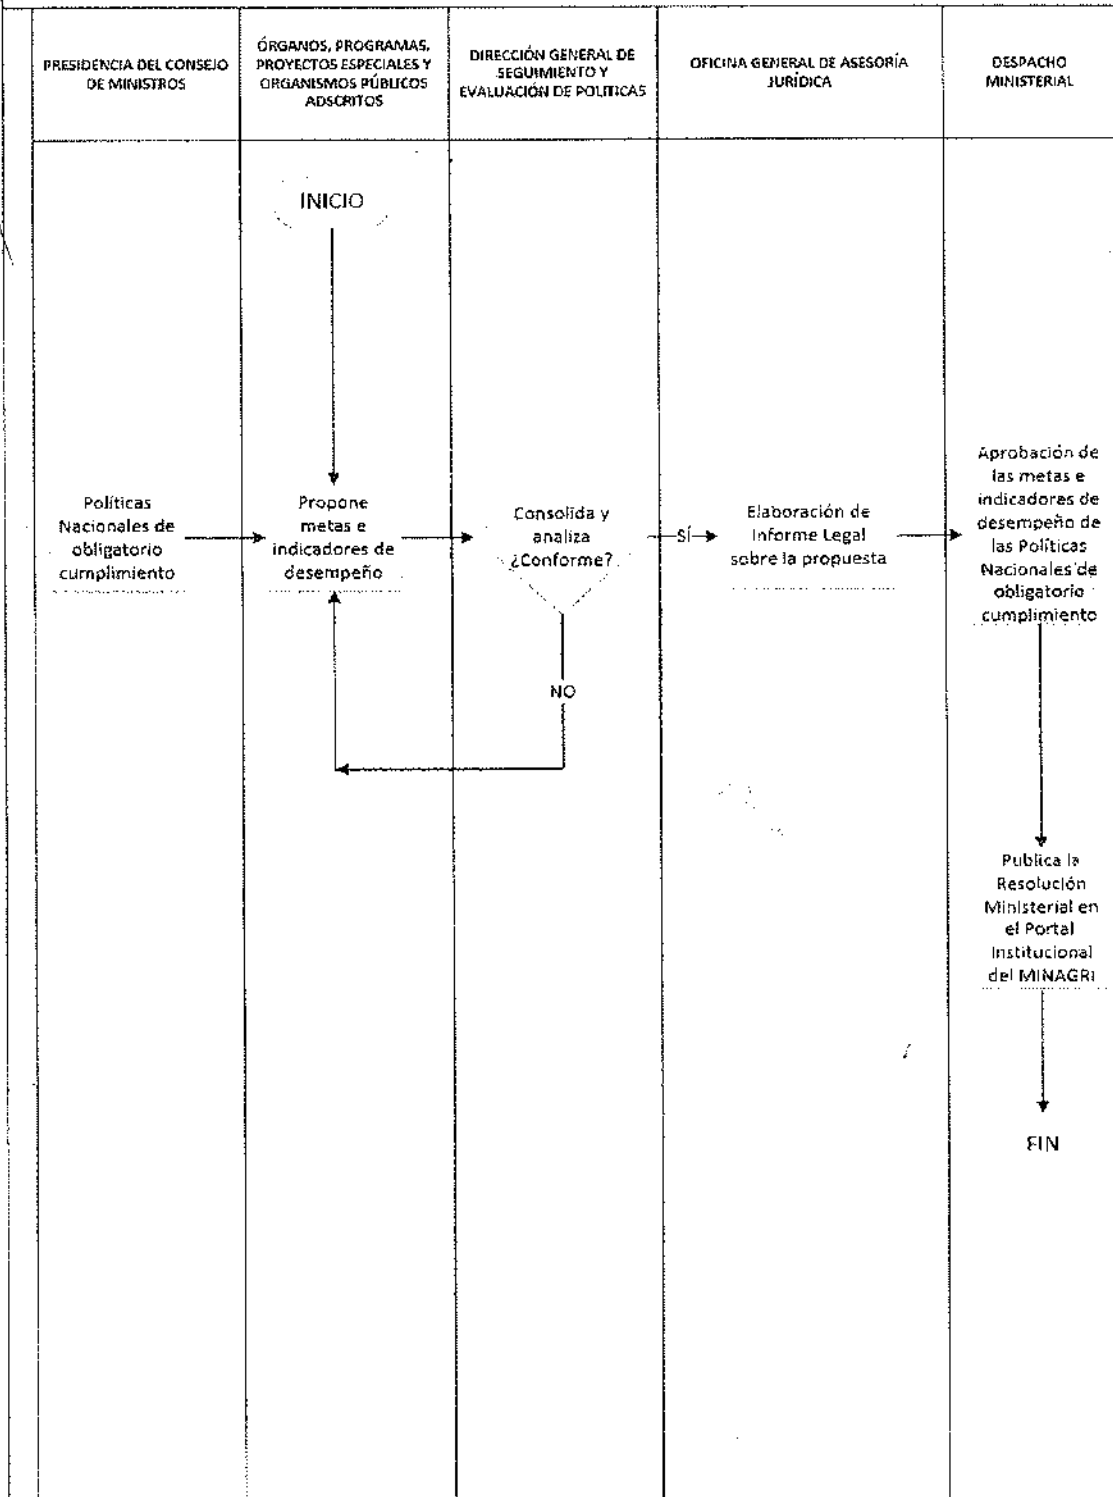 PRESIDENCIA DEL CONSEJO
DE MINISTROS
ÓRGANOS, PROGRAMAS,
PROYECTOS ESPECIALES Y
ORGANISMOS PÚBLICOS
ADSCRITOS
DIRECCIÓN GENERAL DE
SEGUIMIENTO Y
EVALUACIÓN DE POLITICAS
OFICINA GENERAL DE ASESORÍA
JURÍDICA
DESPACHO
MINISTERIAL
INICIO
Políticas
Nacionales de
obligatorio
cumplimiento
Propone
metas e
indicadores de
desempeño
Consolida y
analiza
¿Conforme?
SÍ
NO
Elaboración de
Informe Legal
sobre la propuesta
Aprobación de
las metas e
indicadores de
desempeño de
las Políticas
Nacionales de
obligatorio
cumplimiento
Publica la
Resolución
Ministerial en
el Portal
Institucional
del MINAGRI
FIN